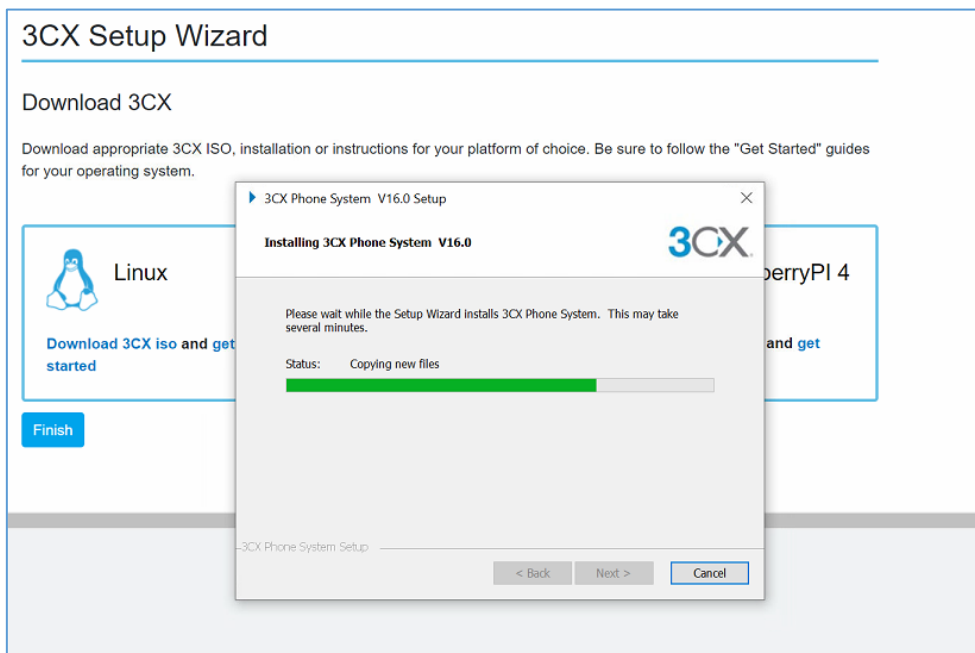 3CX Setup Wizard
Download 3CX
Download appropriate 3CX ISO, installation or instructions for your platform of choice. Be sure to follow the "Get Started" guides
for your operating system.
Linux
Download 3CX iso and get
started
Finish
3CX Phone System V16.0 Setup
Installing 3CX Phone System V16.0
3CX
Please wait while the Setup Wizard installs 3CX Phone System. This may take
several minutes.
Status: Copying new files
3CX Phone System Setup
< Back
Next >
Cancel
berryPI 4
and get